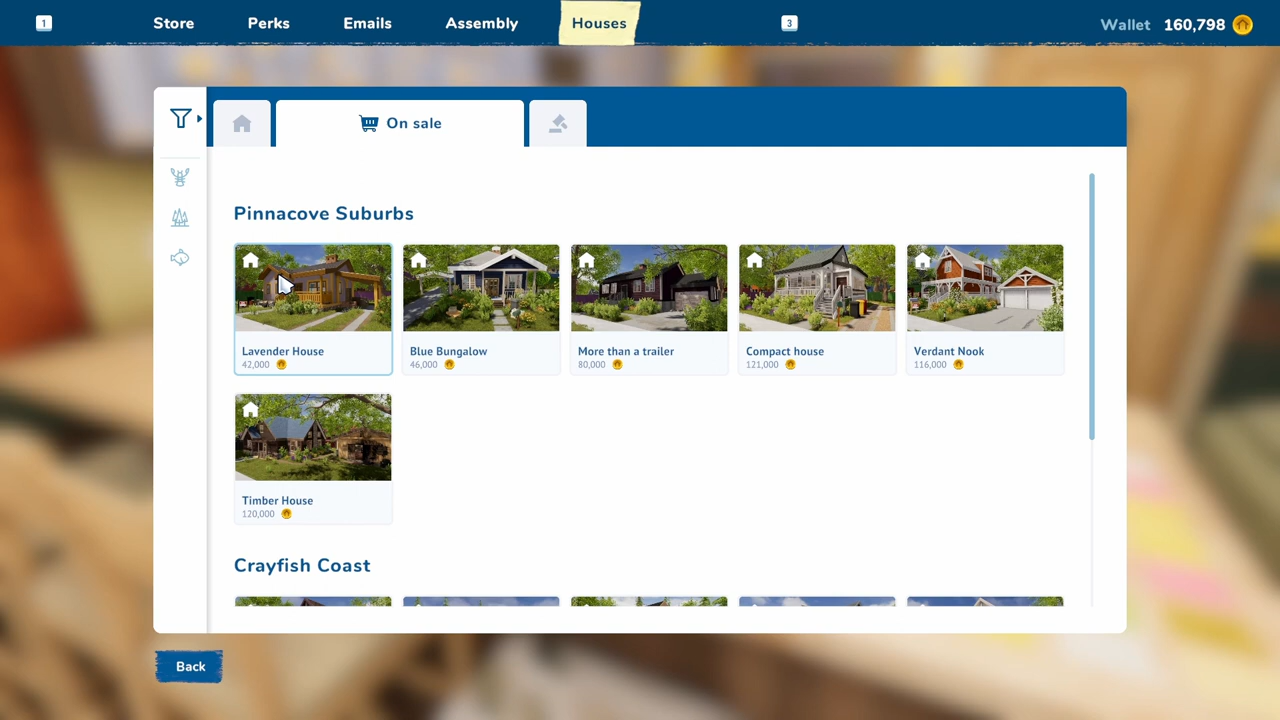 1
Store
Perks
Emails
Assembly
Houses
3
Wallet 160,798
On sale
Pinnacove Suburbs
Lavender House
42,000
Blue Bungalow
46,000
More than a trailer
80,000
Compact house
121,000
Verdant Nook
116,000
Timber House
120,000
Crayfish Coast
Back